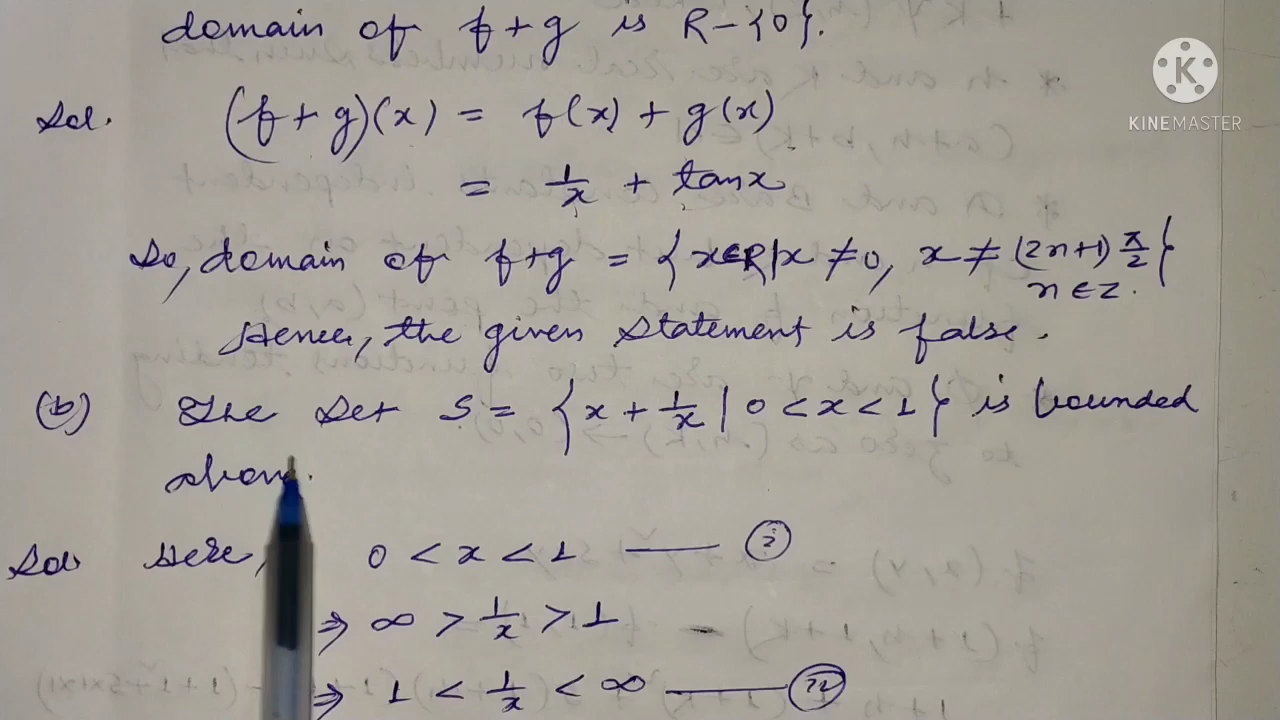 domain of f+g is R-{0}.
K
KINEMASTER
Sol. (f+g)(x) = f(x) + g(x)
= 1/x + tanx
So, domain of f+g = {x∈R|x ≠ 0, x ≠ (2n+1) π/2}
n ∈ Z.
Hence, the given statement is false.
(b) The Set S = {x + 1/x | 0 < x < 1} is bounded
above.
Sol Here, 0 < x < 1 —— (i)
⇒ ∞ > 1/x > 1
⇒ 1 < 1/x < ∞ —— (ii)